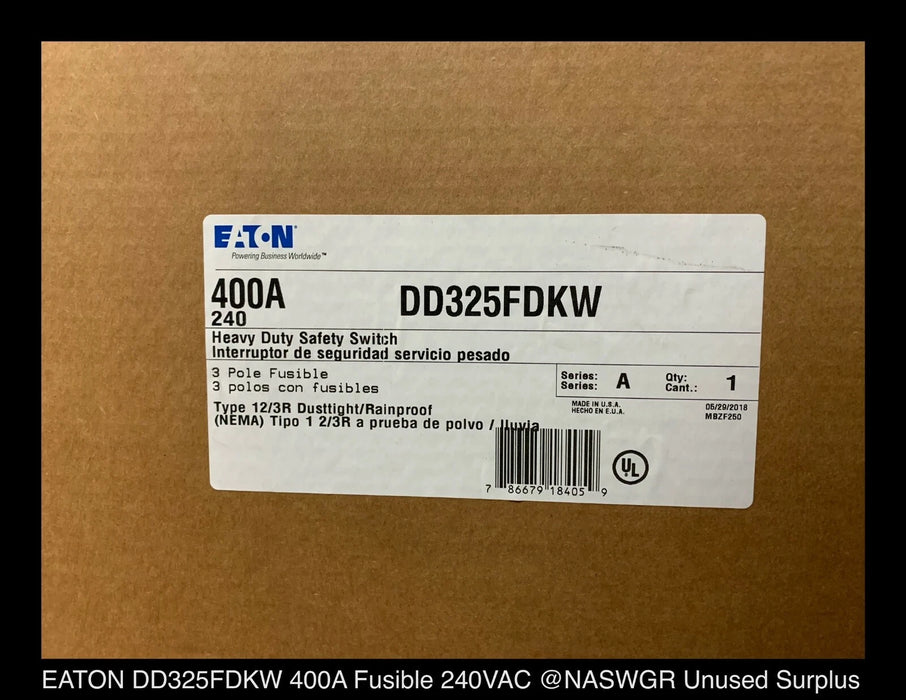 EATON
Powering Business Worldwide™
400A
240
DD325FDKW
Heavy Duty Safety Switch
Interruptor de seguridad servicio pesado
3 Pole Fusible
3 polos con fusibles
Series: A Qty: 1
Series: Cant.:
Type 12/3R Dusttight/Rainproof
(NEMA) Tipo 1 2/3R a prueba de polvo / lluvia
MADE IN U.S.A.
HECHO EN E.U.A.
05/29/2018
MBZF250
7 86679 18405 9
UL
EATON DD325FDKW 400A Fusible 240VAC @NASWGR Unused Surplus